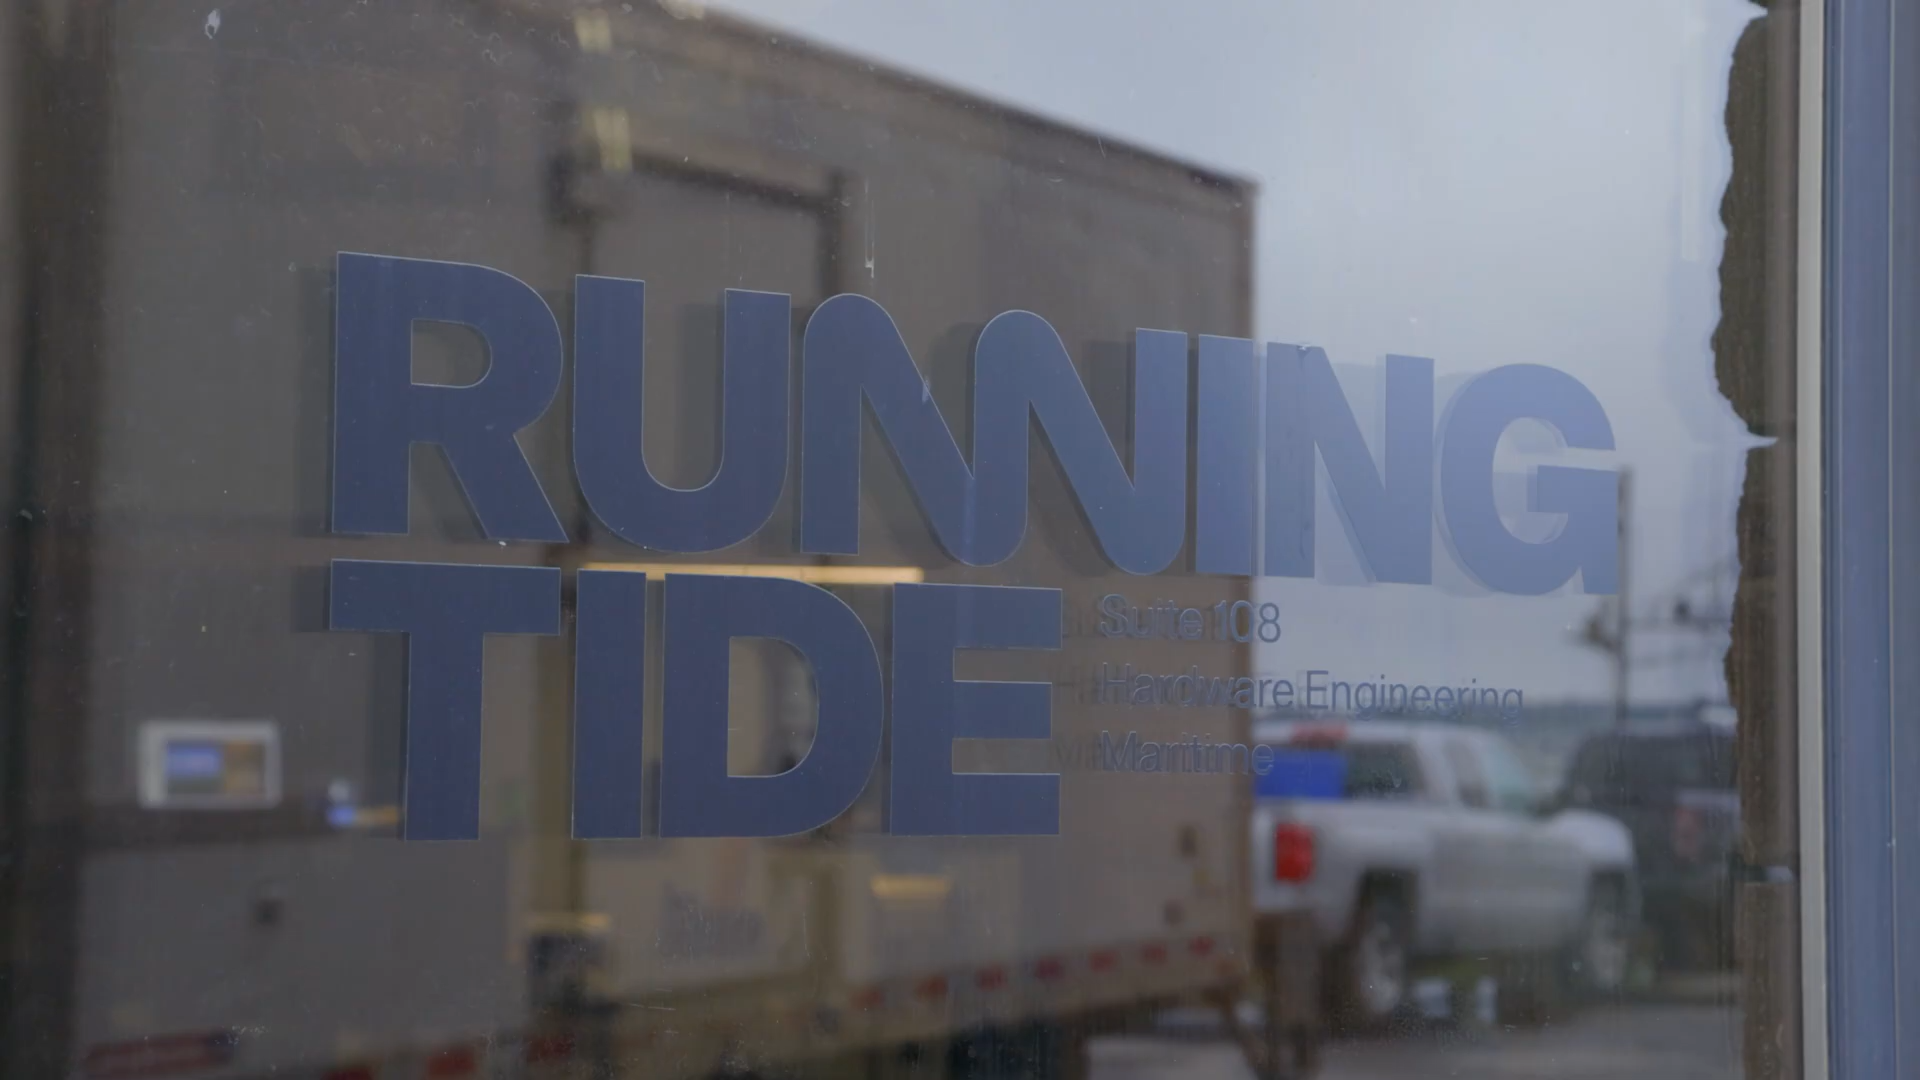 RUNNING
TIDE
Suite 108
Hardware Engineering
Maritime